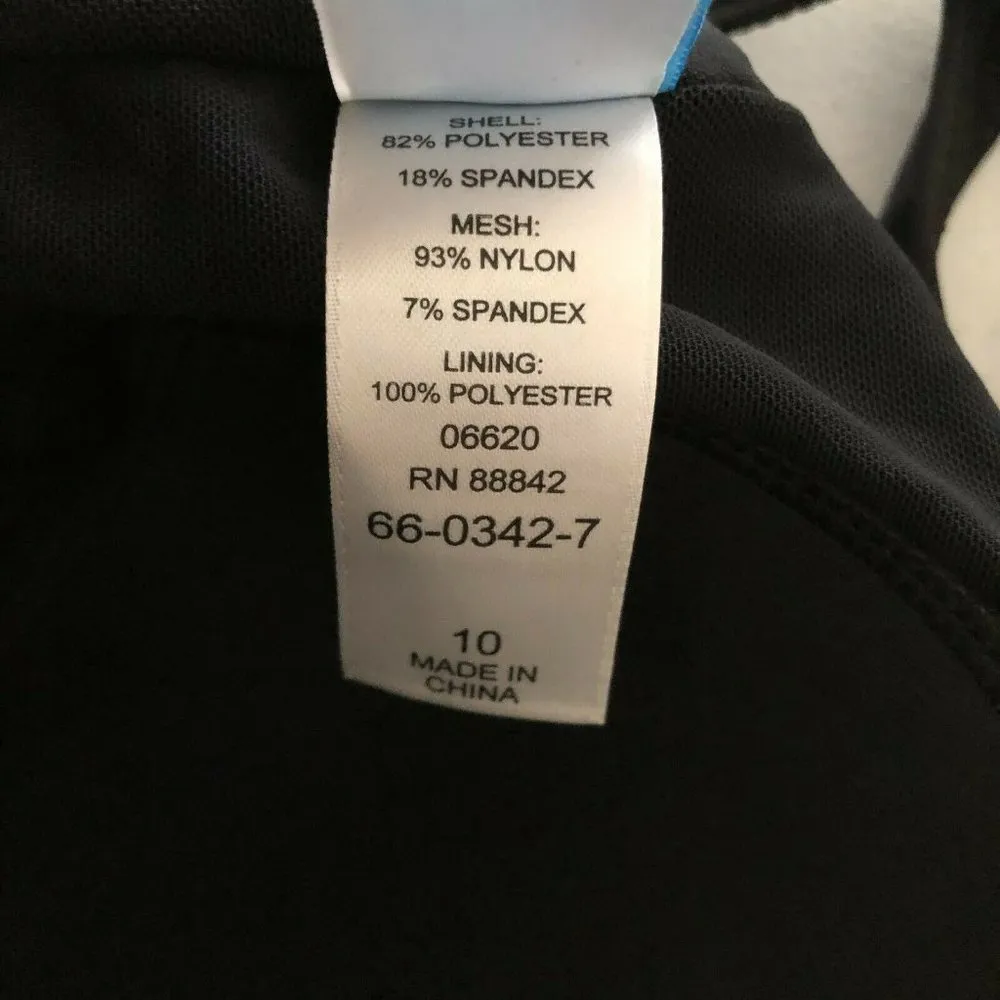 SHELL:
82% POLYESTER
18% SPANDEX
MESH:
93% NYLON
7% SPANDEX
LINING:
100% POLYESTER
06620
RN 88842
66-0342-7
10
MADE IN
CHINA